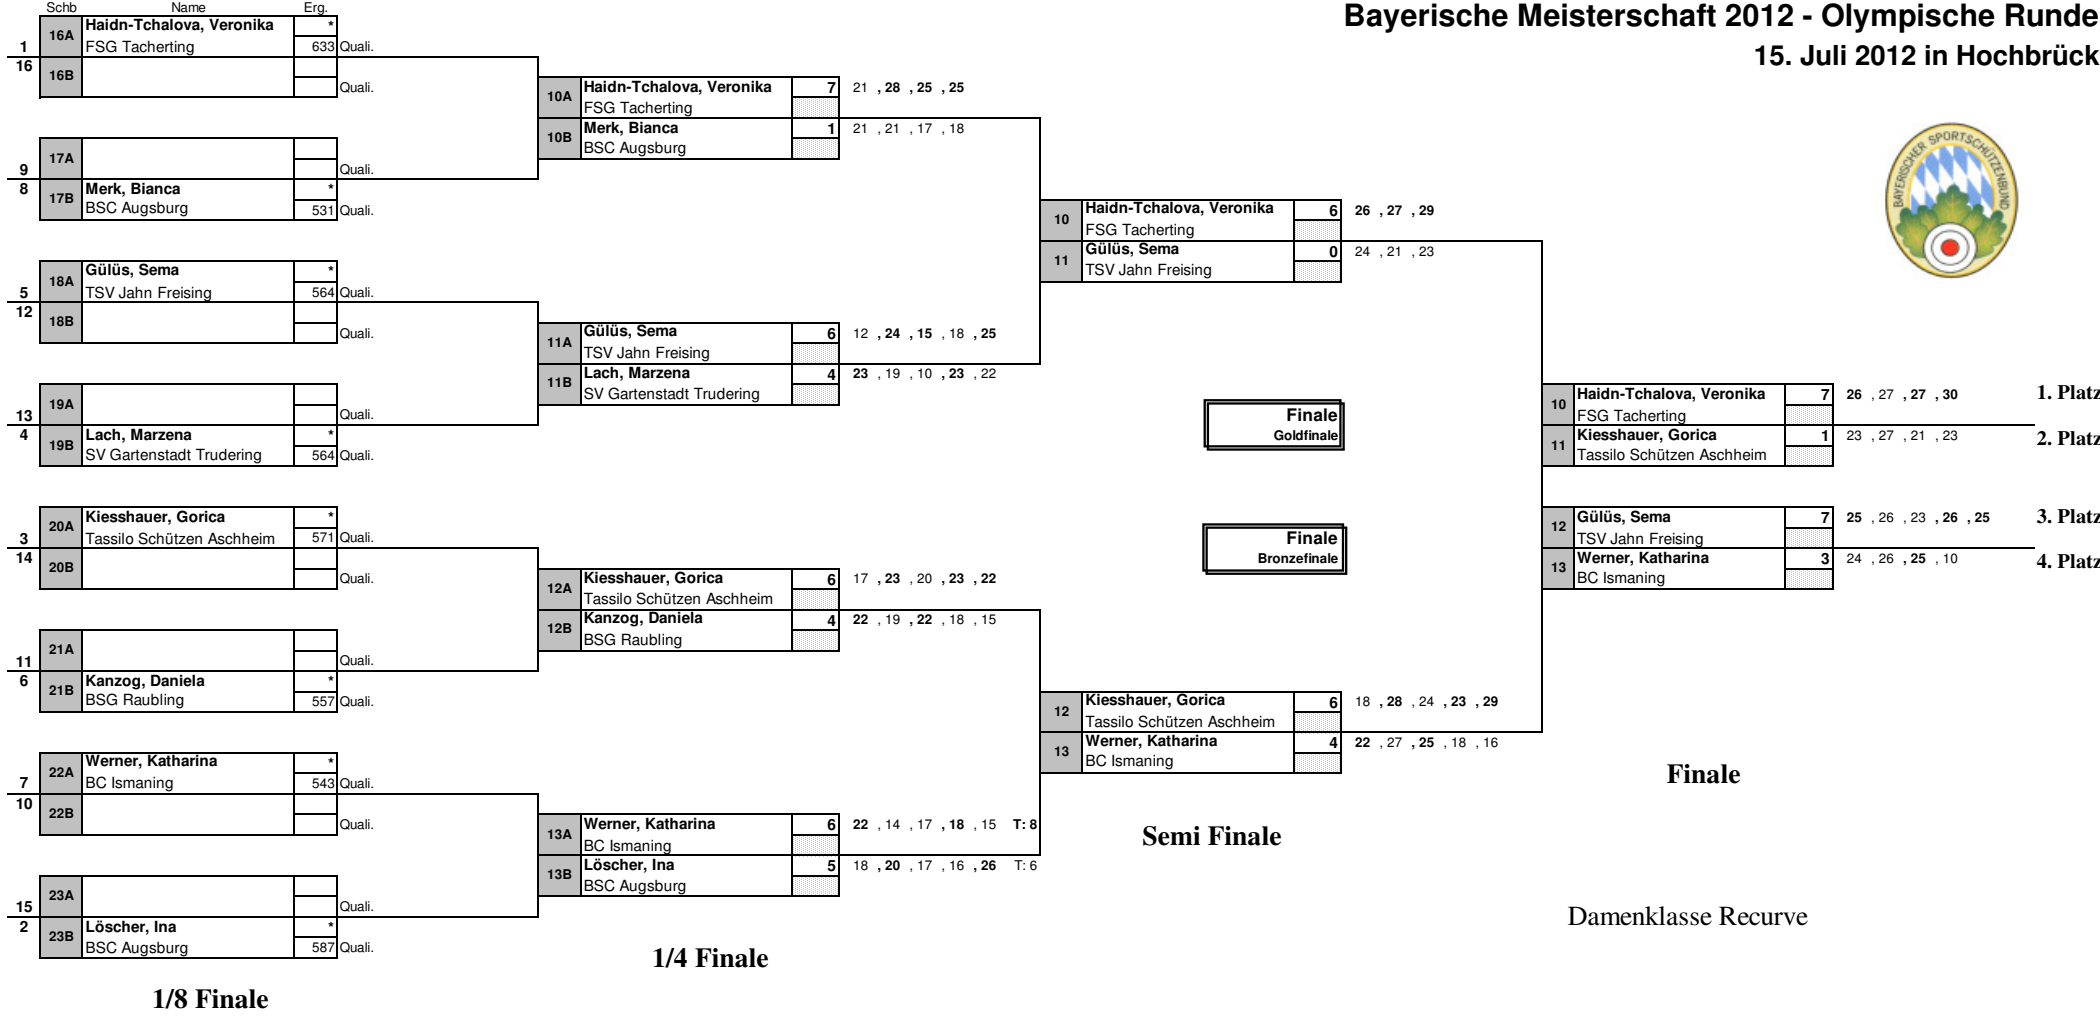 Bayerische Meisterschaft 2012 - Olympische Runde
15. Juli 2012 in Hochbrück
BAYERISCHER SPORTSCHÜTZENBUND
Schb Name Erg.
16A Haidn-Tchalova, Veronika *
1 FSG Tacherting 633 Quali.
16 16B
Quali.
17A
9 Quali.
8 17B Merk, Bianca *
BSC Augsburg 531 Quali.
18A Gülüs, Sema *
5 TSV Jahn Freising 564 Quali.
12 18B
Quali.
19A
13 Quali.
4 19B Lach, Marzena *
SV Gartenstadt Trudering 564 Quali.
20A Kiesshauer, Gorica *
3 Tassilo Schützen Aschheim 571 Quali.
14 20B
Quali.
21A
11 Quali.
6 21B Kanzog, Daniela *
BSG Raubling 557 Quali.
22A Werner, Katharina *
7 BC Ismaning 543 Quali.
10 22B
Quali.
23A
15 Quali.
2 23B Löscher, Ina *
BSC Augsburg 587 Quali.
1/8 Finale
10A Haidn-Tchalova, Veronika 7 21 , 28 , 25 , 25
FSG Tacherting
10B Merk, Bianca 1 21 , 21 , 17 , 18
BSC Augsburg
11A Gülüs, Sema 6 12 , 24 , 15 , 18 , 25
TSV Jahn Freising
11B Lach, Marzena 4 23 , 19 , 10 , 23 , 22
SV Gartenstadt Trudering
12A Kiesshauer, Gorica 6 17 , 23 , 20 , 23 , 22
Tassilo Schützen Aschheim
12B Kanzog, Daniela 4 22 , 19 , 22 , 18 , 15
BSG Raubling
13A Werner, Katharina 6 22 , 14 , 17 , 18 , 15 T: 8
BC Ismaning
13B Löscher, Ina 5 18 , 20 , 17 , 16 , 26 T: 6
BSC Augsburg
1/4 Finale
10 Haidn-Tchalova, Veronika 6 26 , 27 , 29
FSG Tacherting
11 Gülüs, Sema 0 24 , 21 , 23
TSV Jahn Freising
12 Kiesshauer, Gorica 6 18 , 28 , 24 , 23 , 29
Tassilo Schützen Aschheim
13 Werner, Katharina 4 22 , 27 , 25 , 18 , 16
BC Ismaning
Semi Finale
Finale
Goldfinale
10 Haidn-Tchalova, Veronika 7 26 , 27 , 27 , 30 1. Platz
FSG Tacherting
11 Kiesshauer, Gorica 1 23 , 27 , 21 , 23 2. Platz
Tassilo Schützen Aschheim
Finale
Bronzefinale
12 Gülüs, Sema 7 25 , 26 , 23 , 26 , 25 3. Platz
TSV Jahn Freising
13 Werner, Katharina 3 24 , 26 , 25 , 10 4. Platz
BC Ismaning
Finale
Damenklasse Recurve